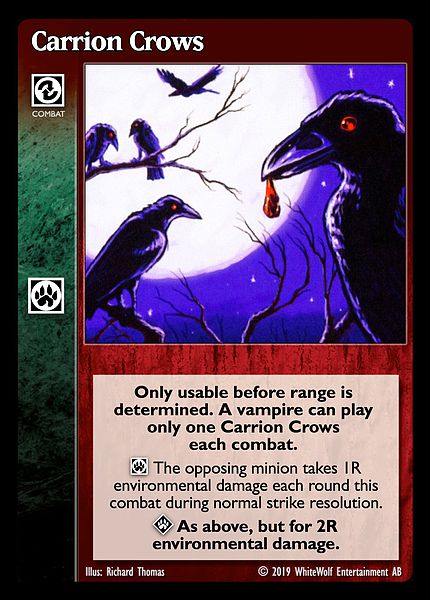 Carrion Crows
COMBAT
Only usable before range is
determined. A vampire can play
only one Carrion Crows
each combat.
The opposing minion takes 1R
environmental damage each round this
combat during normal strike resolution.
As above, but for 2R
environmental damage.
Illus: Richard Thomas © 2019 WhiteWolf Entertainment AB